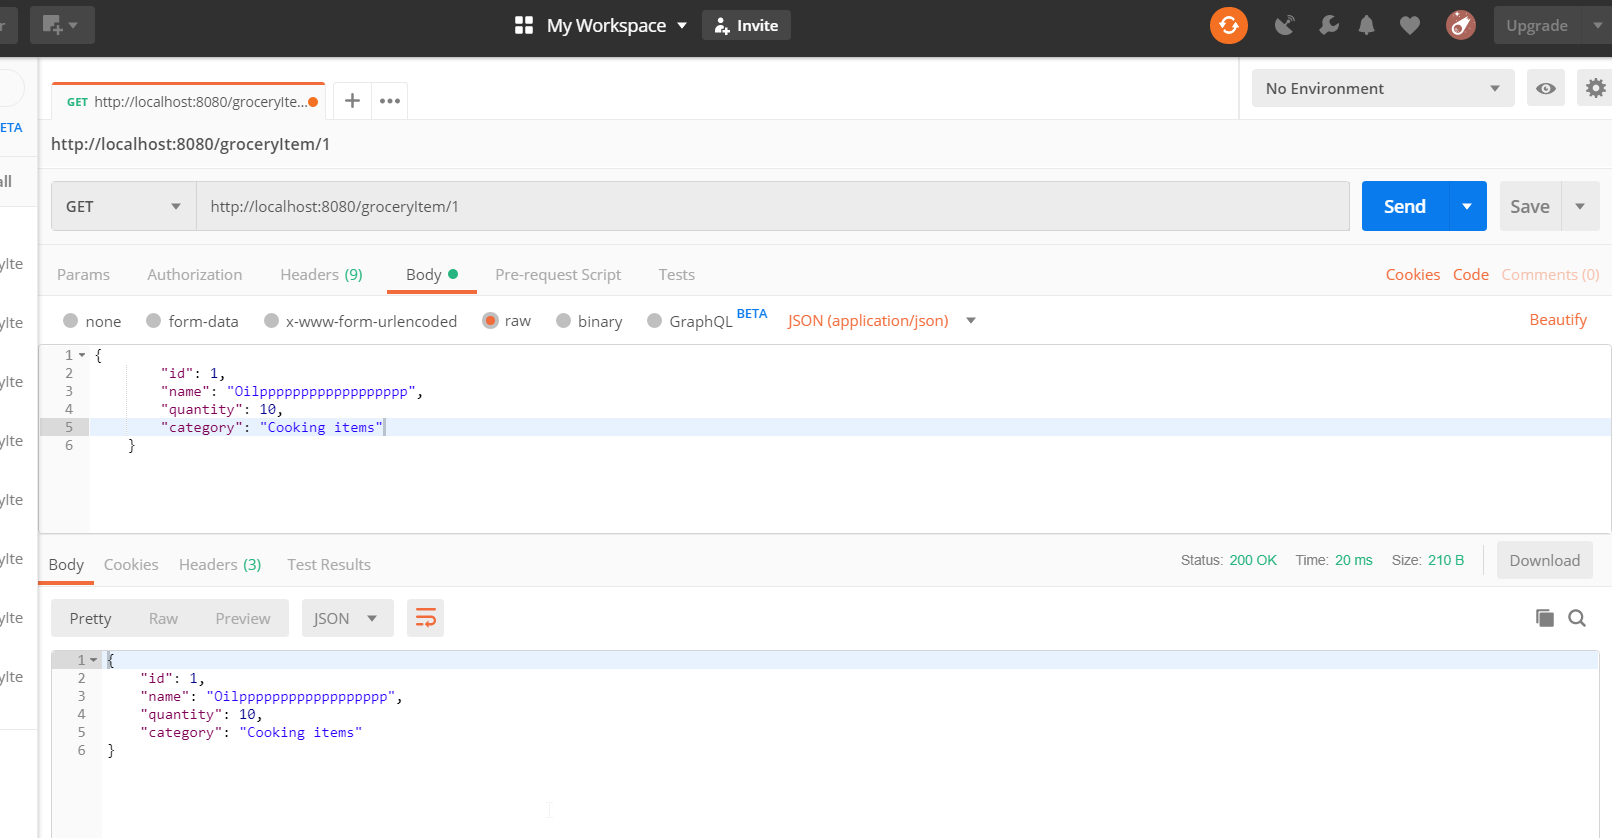 r
My Workspace
Invite
Upgrade
GET http://localhost:8080/groceryIte...
No Environment
ETA
http://localhost:8080/groceryItem/1
all
GET
http://localhost:8080/groceryItem/1
Send
Save
Params
Authorization
Headers (9)
Body
Pre-request Script
Tests
Cookies
Code
Comments (0)
ylte
ylte
ylte
ylte
ylte
ylte
ylte
ylte
none
form-data
x-www-form-urlencoded
raw
binary
GraphQL BETA
JSON (application/json)
Beautify
1 {
2 "id": 1,
3 "name": "Oilpppppppppppppppppp",
4 "quantity": 10,
5 "category": "Cooking items"
6 }
Body
Cookies
Headers (3)
Test Results
Status: 200 OK
Time: 20 ms
Size: 210 B
Download
Pretty
Raw
Preview
JSON
1 {
2 "id": 1,
3 "name": "Oilpppppppppppppppppp",
4 "quantity": 10,
5 "category": "Cooking items"
6 }